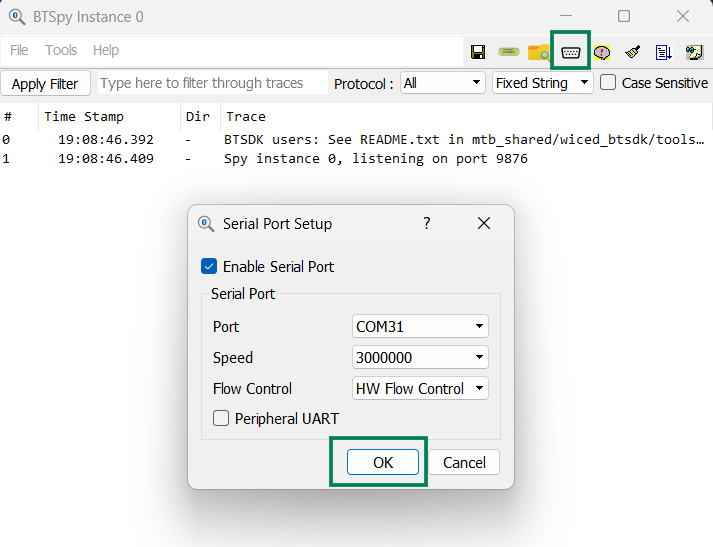 BTSpy Instance 0
File Tools Help
Apply Filter Type here to filter through traces Protocol : All Fixed String Case Sensitive
# Time Stamp Dir Trace
0 19:08:46.392 - BTSDK users: See README.txt in mtb_shared/wiced_btsdk/tools…
1 19:08:46.409 - Spy instance 0, listening on port 9876
Serial Port Setup ?
Enable Serial Port
Serial Port
Port COM31
Speed 3000000
Flow Control HW Flow Control
Peripheral UART
OK Cancel